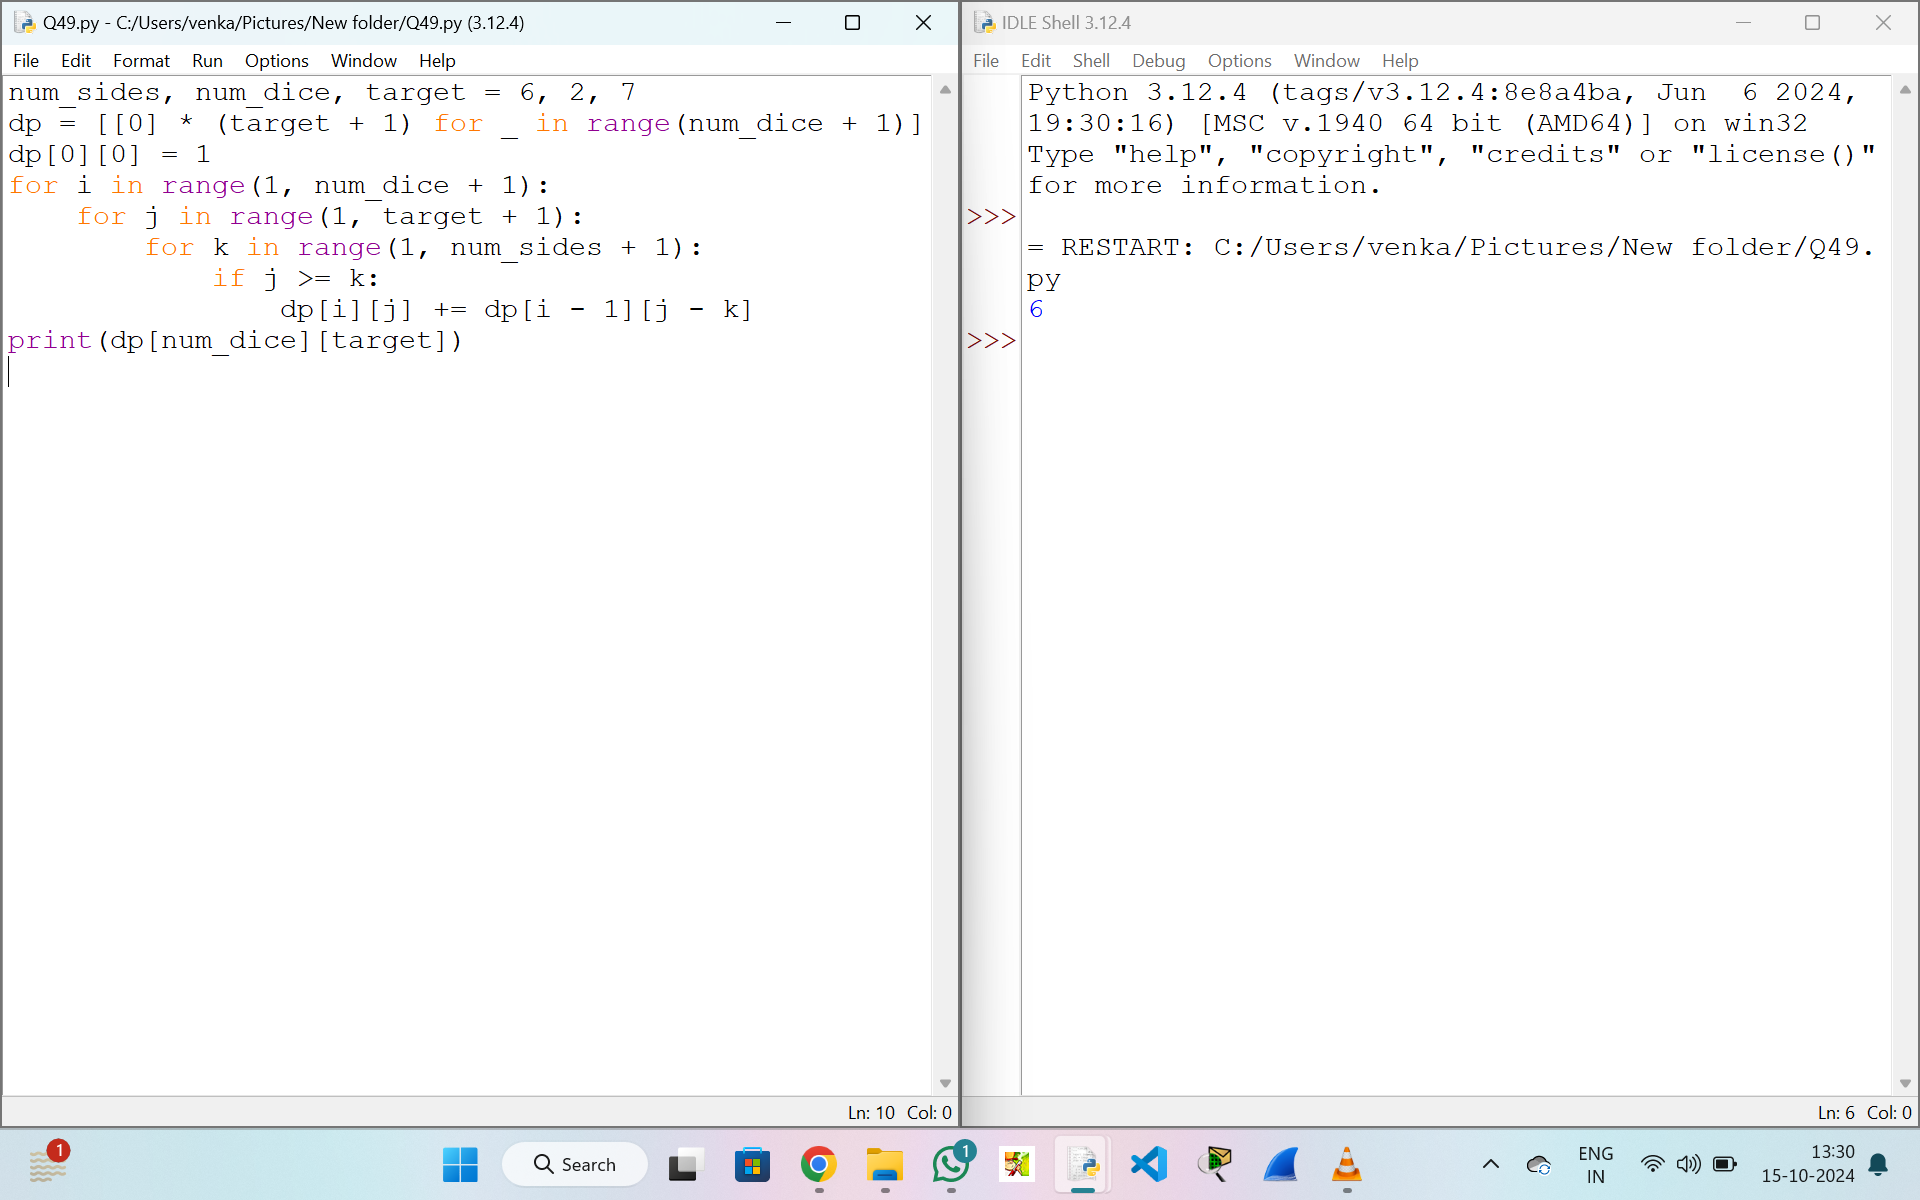 Q49.py - C:/Users/venka/Pictures/New folder/Q49.py (3.12.4)
File Edit Format Run Options Window Help
num_sides, num_dice, target = 6, 2, 7
dp = [[0] * (target + 1) for _ in range(num_dice + 1)]
dp[0][0] = 1
for i in range(1, num_dice + 1):
    for j in range(1, target + 1):
        for k in range(1, num_sides + 1):
            if j >= k:
                dp[i][j] += dp[i - 1][j - k]
print(dp[num_dice][target])
Ln: 10 Col: 0
IDLE Shell 3.12.4
File Edit Shell Debug Options Window Help
Python 3.12.4 (tags/v3.12.4:8e8a4ba, Jun  6 2024,
19:30:16) [MSC v.1940 64 bit (AMD64)] on win32
Type "help", "copyright", "credits" or "license()"
for more information.
>>>
= RESTART: C:/Users/venka/Pictures/New folder/Q49.
py
6
>>>
Ln: 6 Col: 0
1
Search
1
ENG
IN
13:30
15-10-2024